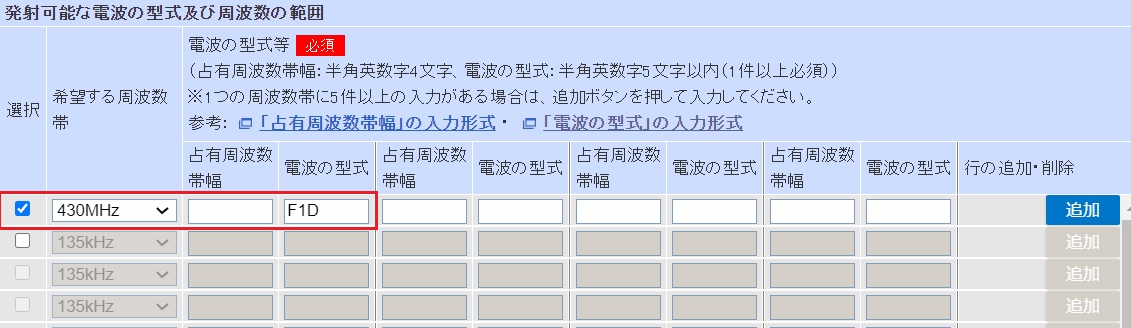 発射可能な電波の型式及び周波数の範囲
選択
希望する周波数
帯
電波の型式等 必須
(占有周波数帯幅: 半角英数字4文字、電波の型式: 半角英数字5文字以内(1件以上必須))
※1つの周波数帯に5件以上の入力がある場合は、追加ボタンを押して入力してください。
参考: 「占有周波数帯幅」の入力形式・ 「電波の型式」の入力形式
占有周波数
帯幅
電波の型式
占有周波数
帯幅
電波の型式
占有周波数
帯幅
電波の型式
占有周波数
帯幅
電波の型式
行の追加・削除
430MHz F1D 追加
135kHz 追加
135kHz 追加
135kHz 追加